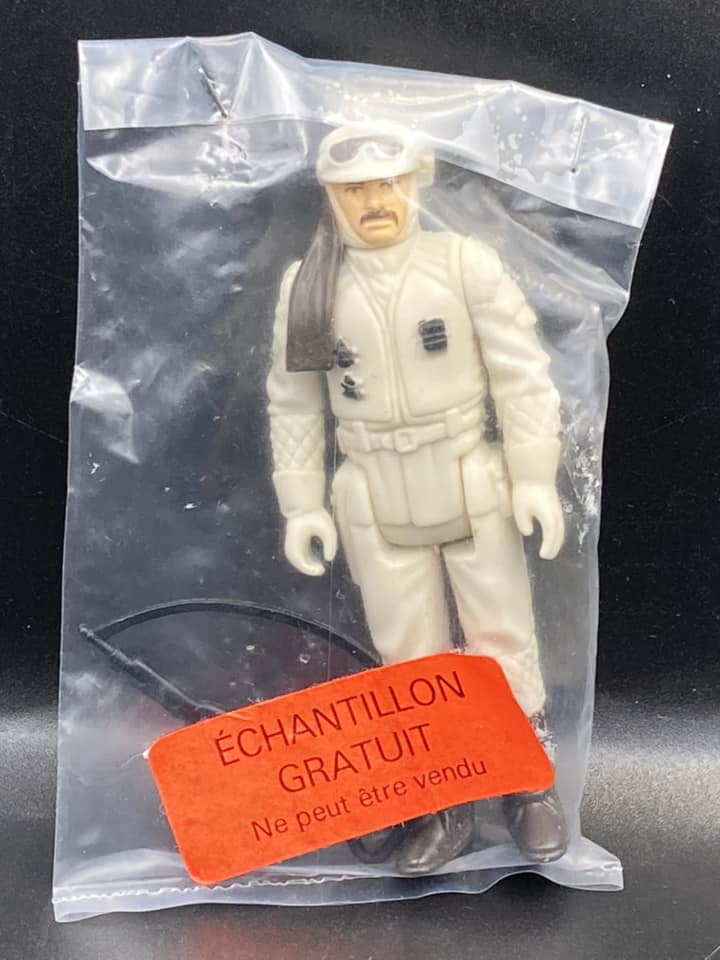 ÉCHANTILLON
GRATUIT
Ne peut être vendu